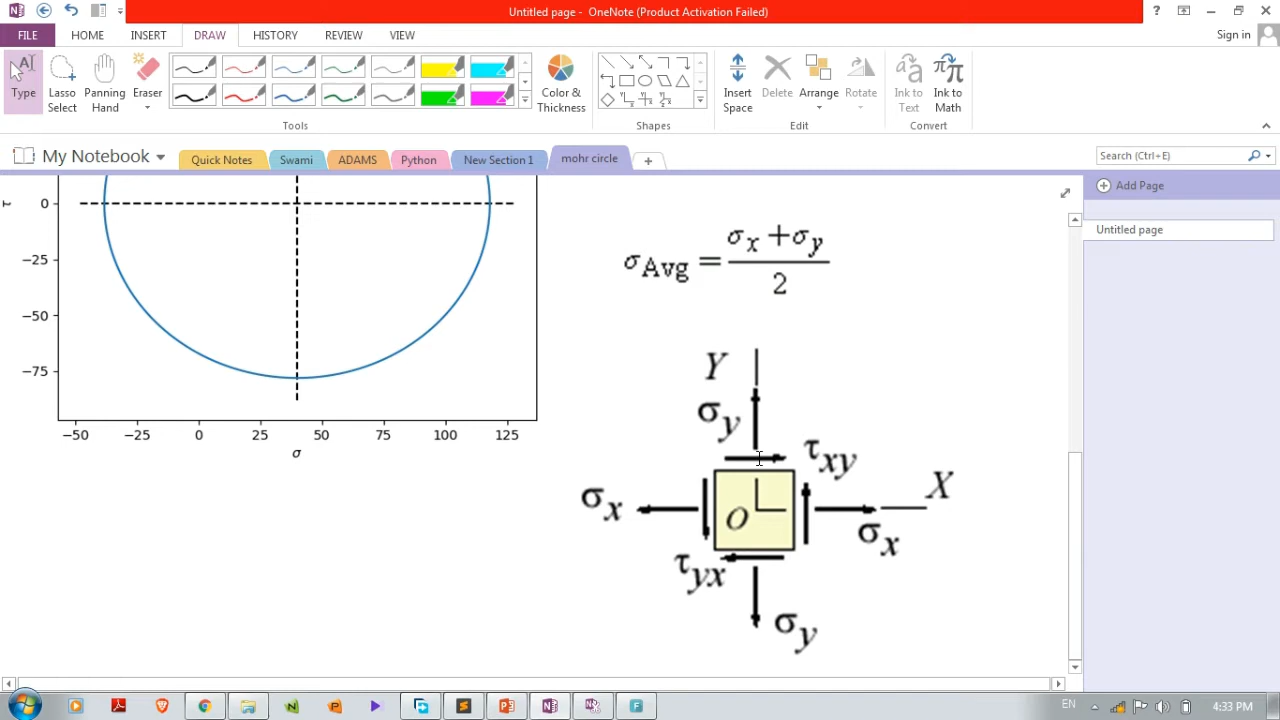 Untitled page - OneNote (Product Activation Failed)
?
FILE HOME INSERT DRAW HISTORY REVIEW VIEW Sign in
Type
Lasso Select
Panning Hand
Eraser
Color & Thickness
Insert Space
Delete
Arrange
Rotate
Ink to Text
Ink to Math
Tools Shapes Edit Convert
My Notebook Quick Notes Swami ADAMS Python New Section 1 mohr circle + Search (Ctrl+E)
Add Page
Untitled page
τ
0
−25
−50
−75
−50 −25 0 25 50 75 100 125
σ
σAvg = σx+σy / 2
Y
σy
τxy
X
σx
O
σx
τyx
σy
EN 4:33 PM